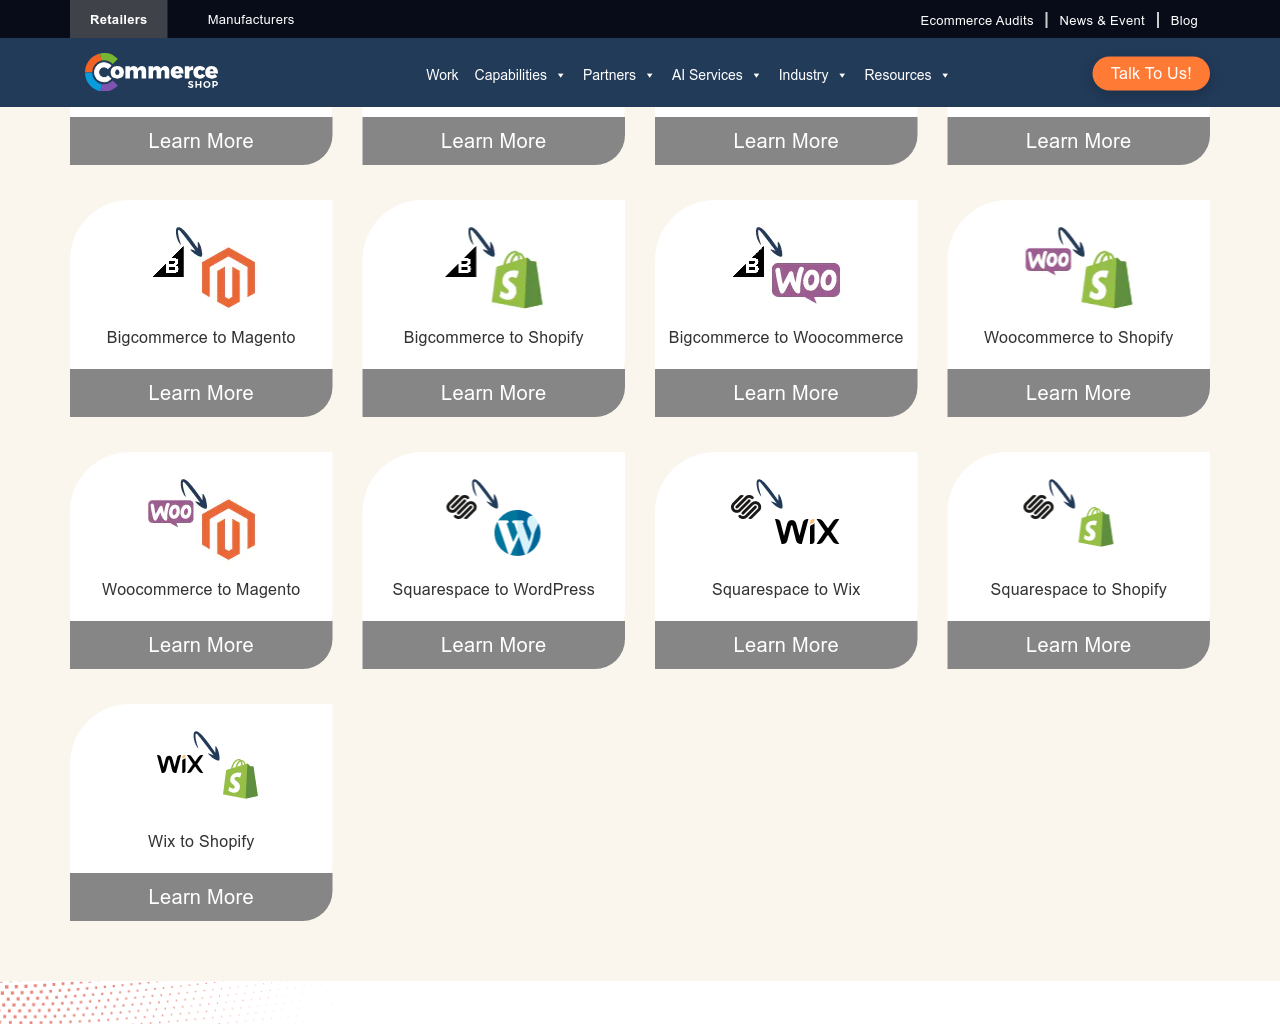 Retailers Manufacturers Ecommerce Audits News & Event Blog
Commerce SHOP Work Capabilities Partners AI Services Industry Resources Talk To Us!
Learn More Learn More Learn More Learn More
B B B WOO WOO S
Bigcommerce to Magento Bigcommerce to Shopify Bigcommerce to Woocommerce Woocommerce to Shopify
Learn More Learn More Learn More Learn More
WOO W WIX S
Woocommerce to Magento Squarespace to WordPress Squarespace to Wix Squarespace to Shopify
Learn More Learn More Learn More Learn More
WIX S
Wix to Shopify
Learn More